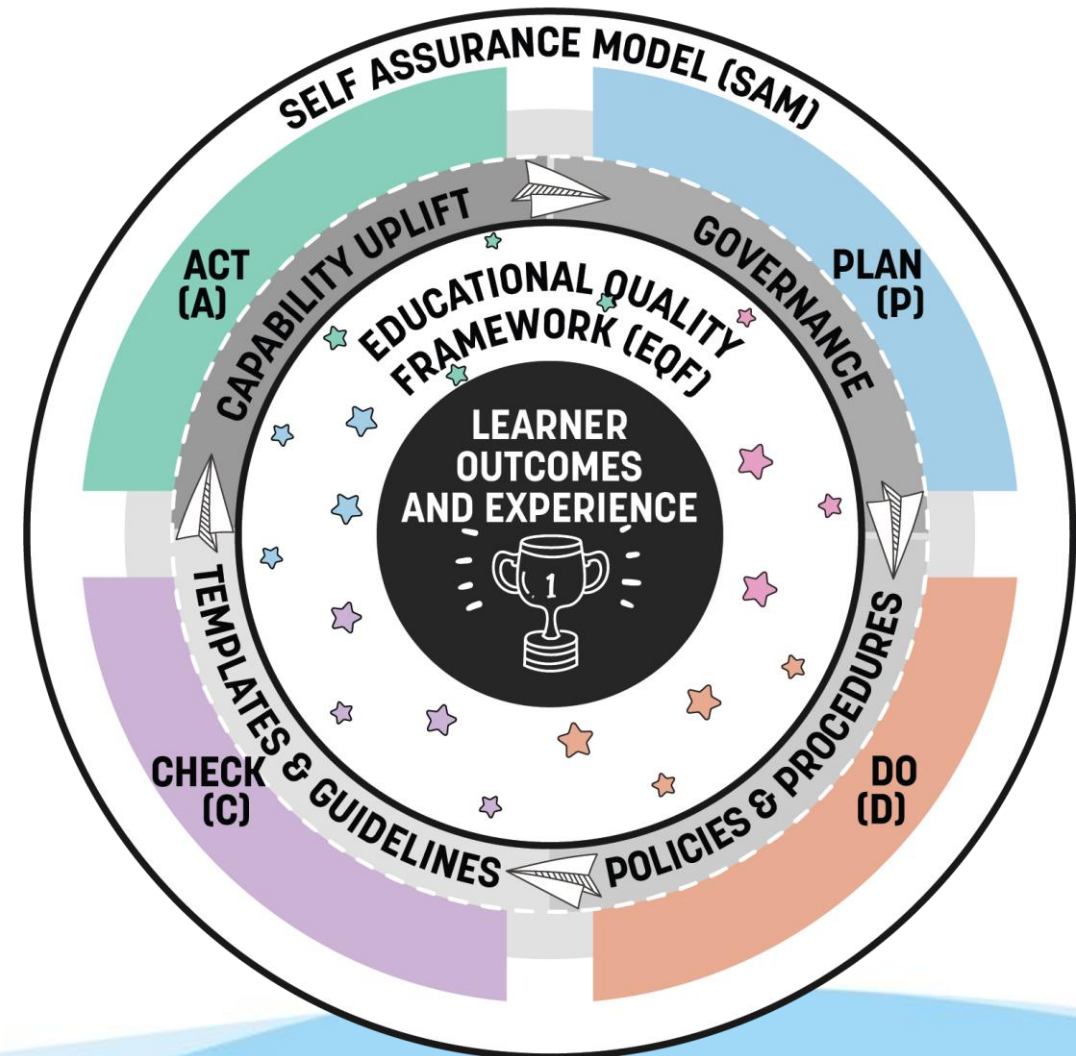 SELF ASSURANCE MODEL (SAM)
ACT
(A)
PLAN
(P)
CAPABILITY UPLIFT
GOVERNANCE
EDUCATIONAL QUALITY
FRAMEWORK (EQF)
LEARNER
OUTCOMES
AND EXPERIENCE
1
TEMPLATES & GUIDELINES
POLICIES & PROCEDURES
CHECK
(C)
DO
(D)